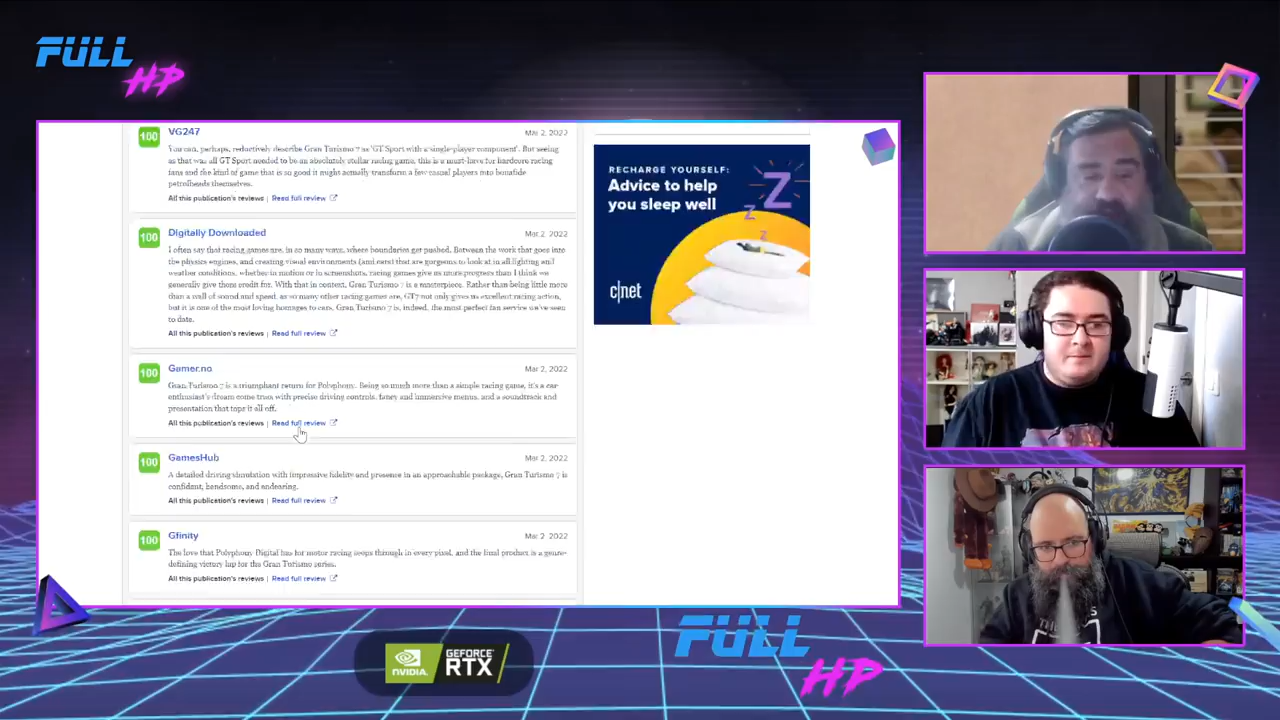 FULL
HP
100
VG247
Mar 2, 2022
You can, perhaps, reductively describe Gran Turismo 7 as 'GT Sport with a single-player component'. But seeing
as that was all GT Sport needed to be an absolutely stellar racing game, this is a must-have for hardcore racing
fans and the kind of game that is so good it might actually transform a few casual players into bonafide
petrolheads themselves.
All this publication's reviews | Read full review
100
Digitally Downloaded
Mar 2, 2022
I often say that racing games are, in so many ways, where boundaries get pushed. Between the work that goes into
the physics engines, and creating visual environments (and cars) that are gorgeous to look at in all lighting and
weather conditions, whether in motion or in screenshots, racing games give us more progress than I think we
generally give them credit for. With that in context, Gran Turismo 7 is a masterpiece. Rather than being little more
than a wall of sound and speed, as so many other racing games are, GT7 not only gives us excellent racing action,
but it is one of the most loving homages to cars. Gran Turismo 7 is, indeed, the most perfect fan service we've seen
to date.
All this publication's reviews | Read full review
100
Gamer.no
Mar 2, 2022
Gran Turismo 7 is a triumphant return for Polyphony. Being so much more than a simple racing game, it's a car-
enthusiast's dream come true with precise driving controls, fancy and immersive menus, and a soundtrack and
presentation that tops it all off.
All this publication's reviews | Read full review
100
GamesHub
Mar 2, 2022
A detailed driving simulation with impressive fidelity and presence in an approachable package, Gran Turismo 7 is
confident, handsome, and endearing.
All this publication's reviews | Read full review
100
Gfinity
Mar 2, 2022
The love that Polyphony Digital has for motor racing seeps through in every pixel, and the final product is a genre-
defining victory lap for the Gran Turismo series.
All this publication's reviews | Read full review
RECHARGE YOURSELF:
Advice to help
you sleep well
Z
z
z
c|net
NVIDIA.
GEFORCE
RTX
FULL
HP